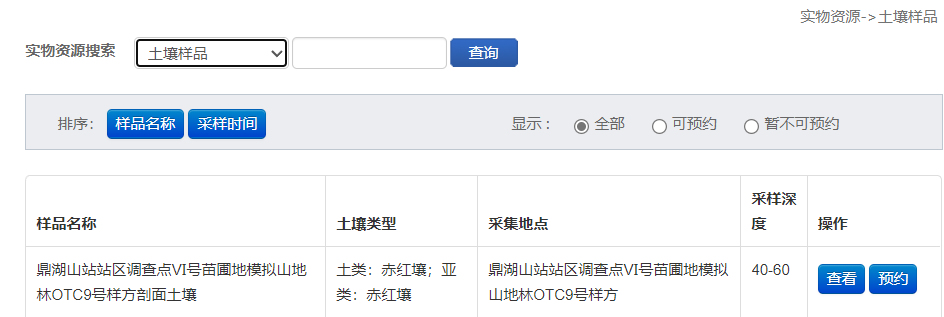 实物资源->土壤样品
实物资源搜索 土壤样品 查询
排序： 样品名称 采样时间 显示： 全部 可预约 暂不可预约
样品名称 土壤类型 采集地点 采样深
度 操作
鼎湖山站站区调查点VI号苗圃地模拟山地
林OTC9号样方剖面土壤
土类：赤红壤；亚
类：赤红壤
鼎湖山站站区调查点VI号苗圃地模拟
山地林OTC9号样方
40-60
查看 预约